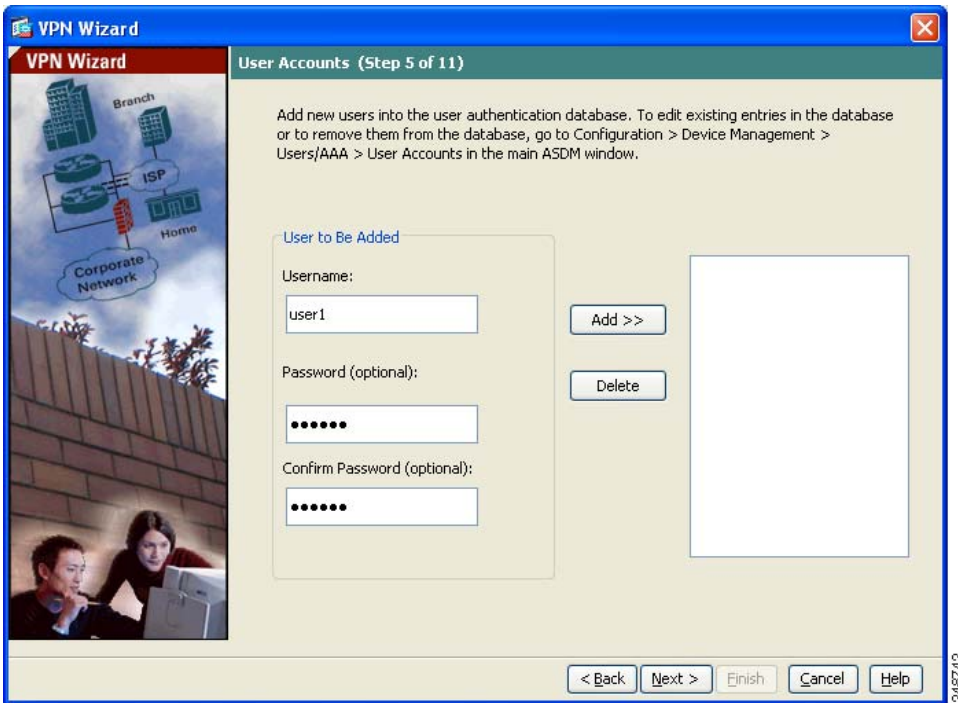 VPN Wizard
VPN Wizard
Branch
ISP
Home
Corporate
Network
User Accounts (Step 5 of 11)
Add new users into the user authentication database. To edit existing entries in the database
or to remove them from the database, go to Configuration > Device Management >
Users/AAA > User Accounts in the main ASDM window.
User to Be Added
Username:
user1
Password (optional):
••••••
Confirm Password (optional):
••••••
Add >>
Delete
< Back
Next >
Finish
Cancel
Help
248742